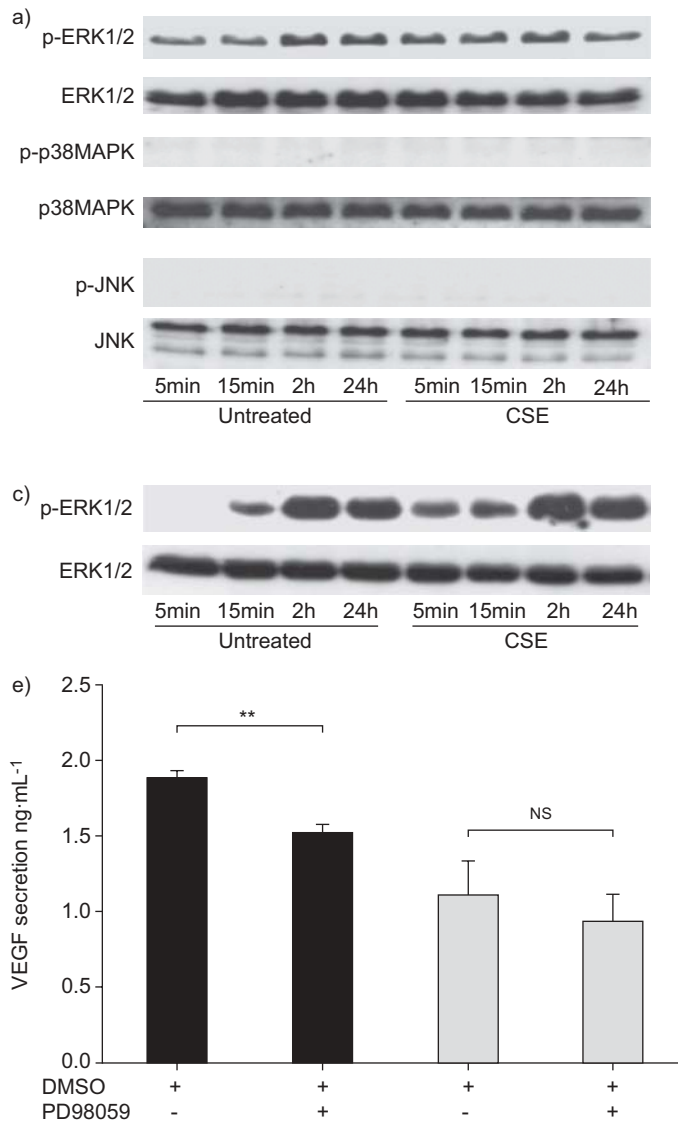 a)
p-ERK1/2
ERK1/2
p-p38MAPK
p38MAPK
p-JNK
JNK
5min 15min 2h 24h 5min 15min 2h 24h
Untreated CSE
c)
p-ERK1/2
ERK1/2
5min 15min 2h 24h 5min 15min 2h 24h
Untreated CSE
e)
VEGF secretion ng·mL-1
2.5
2.0
1.5
1.0
0.5
0.0
**
NS
DMSO + + + +
PD98059 - + - +